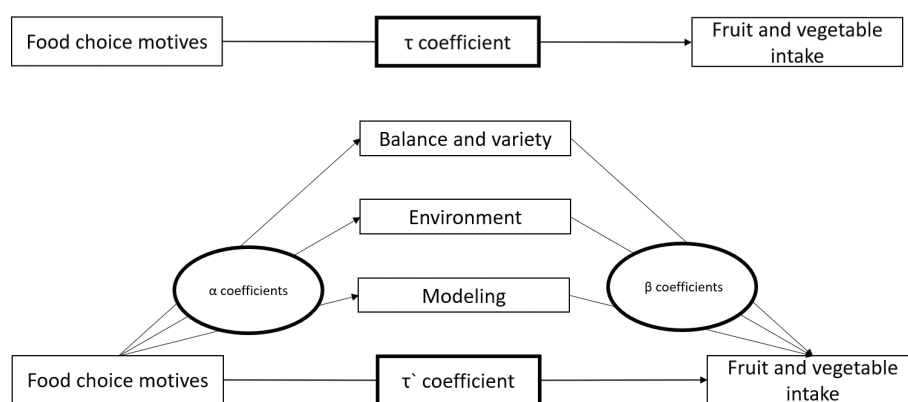 Food choice motives
τ coefficient
Fruit and vegetable
intake
Balance and variety
Environment
α coefficients
β coefficients
Modeling
Food choice motives
τ` coefficient
Fruit and vegetable
intake